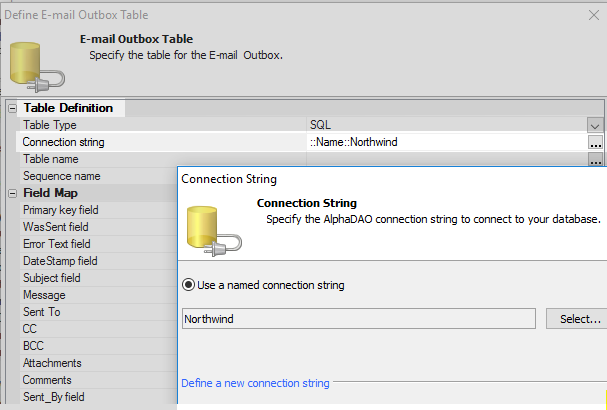 Define E-mail Outbox Table
E-mail Outbox Table
Specify the table for the E-mail Outbox.
Table Definition
Table Type SQL
Connection string ::Name::Northwind ...
Table name ...
Sequence name
Field Map
Primary key field
WasSent field
Error Text field
DateStamp field
Subject field
Message
Sent To
CC
BCC
Attachments
Comments
Sent_By field
Connection String
Connection String
Specify the AlphaDAO connection string to connect to your database.
Use a named connection string
Northwind Select...
Define a new connection string